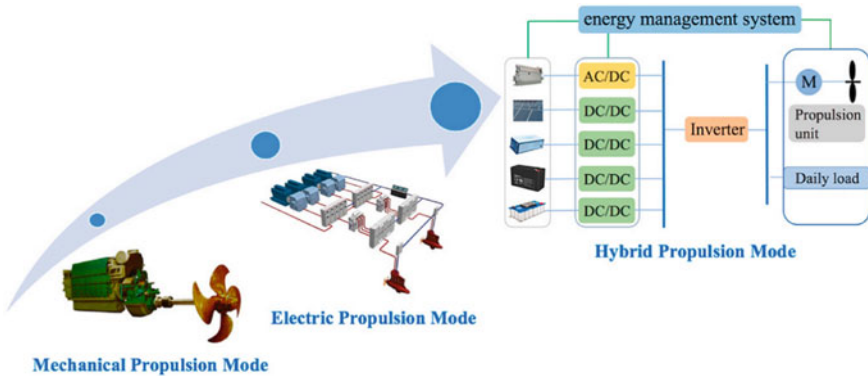 energy management system
AC/DC
DC/DC
DC/DC
DC/DC
DC/DC
Inverter
M
Propulsion
unit
Daily load
Hybrid Propulsion Mode
Electric Propulsion Mode
Mechanical Propulsion Mode